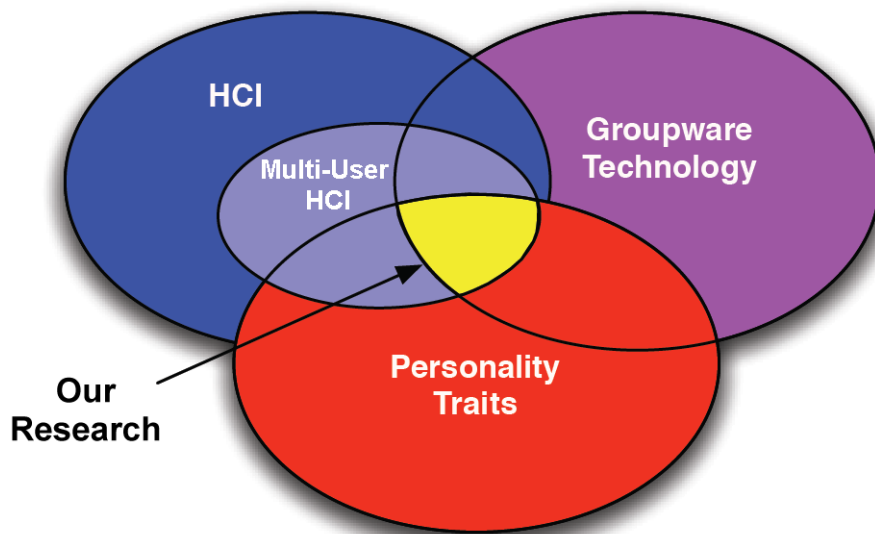 HCI
Groupware
Technology
Multi-User
HCI
Personality
Traits
Our
Research